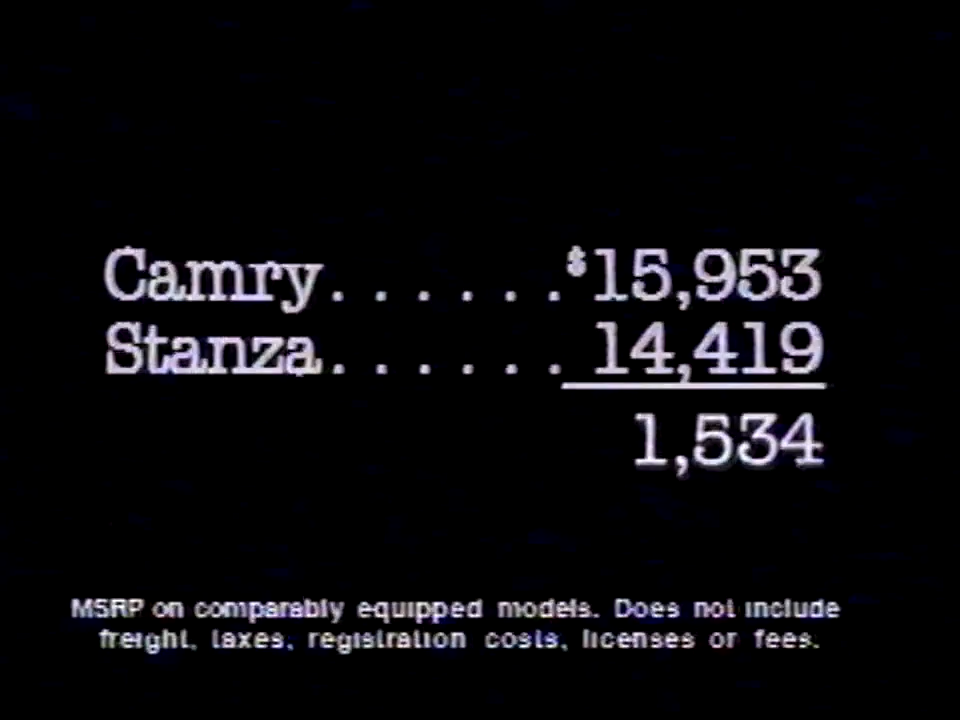 Camry.......$15,953
Stanza...... 14,419
1,534
MSRP on comparably equipped models. Does not include
freight, taxes, registration costs, licenses or fees.